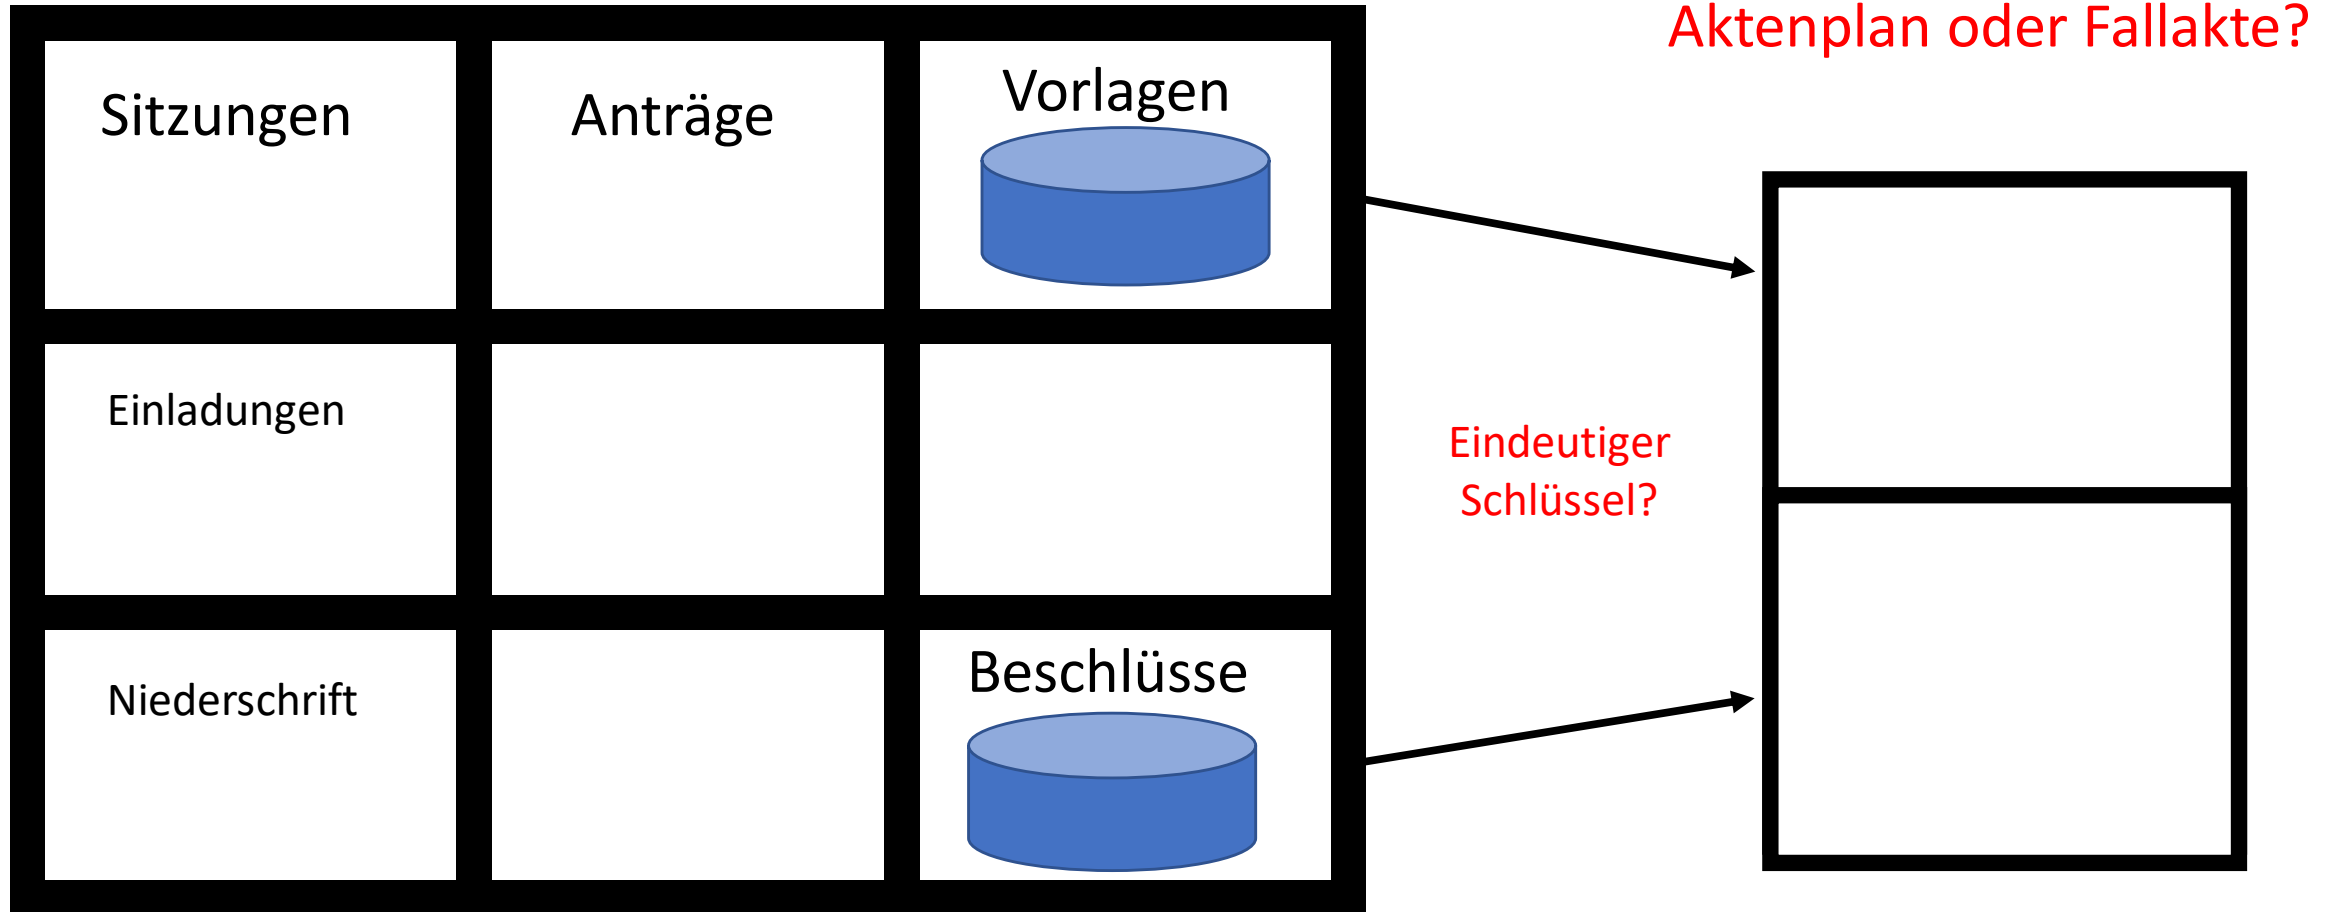 Aktenplan oder Fallakte?
Sitzungen
Anträge
Vorlagen
Einladungen
Eindeutiger
Schlüssel?
Niederschrift
Beschlüsse